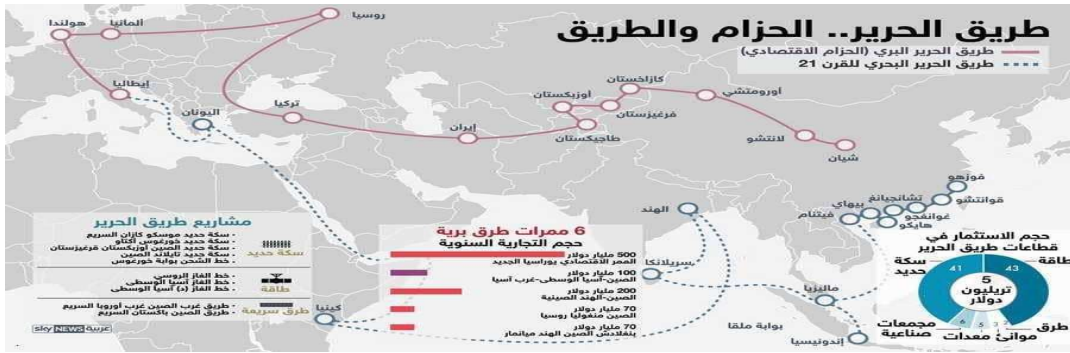 طريق الحرير.. الحزام والطريق
طريق الحرير البري (الحزام الاقتصادي)
طريق الحرير البحري للقرن 21
روسيا
ألمانيا
هولندا
إيطاليا
اليونان
تركيا
إيران
كازاخستان
أوزبكستان
قرغيزستان
طاجيكستان
أورومتشي
لانتشو
شيان
فوزهو
قوانتشو
تشانجيانغ
غوانغجو
هايكو
بيهاي
فيتنام
الهند
سريلانكا
كينيا
ماليزيا
بوابة ملقا
إندونيسيا
مشاريع طريق الحرير
- سكة حديد موسكو كازان السريع
- سكة حديد خورغوس أكتاو
- سكة حديد الصين أوزبكستان قرغيزستان
- سكة حديد تايلاند الصين
- خط الشحن بوابة خورغوس
سكة حديد
- خط الغاز الروسي
- خط الغاز آسيا الوسطى
- خط الغاز (د) آسيا الوسطى
طاقة
- طريق غرب الصين غرب أوروبا السريع
- طريق الصين باكستان السريع
طرق سريعة
6 ممرات طرق برية
حجم التجارية السنوية
500 مليار دولار
الممر الاقتصادي يوراسيا الجديد
100 مليار دولار
الصين-آسيا الوسطى-غرب آسيا
200 مليار دولار
الصين-الهند الصينية
70 مليار دولار
الصين منغوليا روسيا
70 مليار دولار
بنغلادش الصين الهند ميانمار
حجم الاستثمار في
قطاعات طريق الحرير
طاقة
43
سكة حديد
41
5
تريليون
دولار
مجمعات صناعية
6
معدات
5
موانئ
3
طرق
sky NEWS عربية